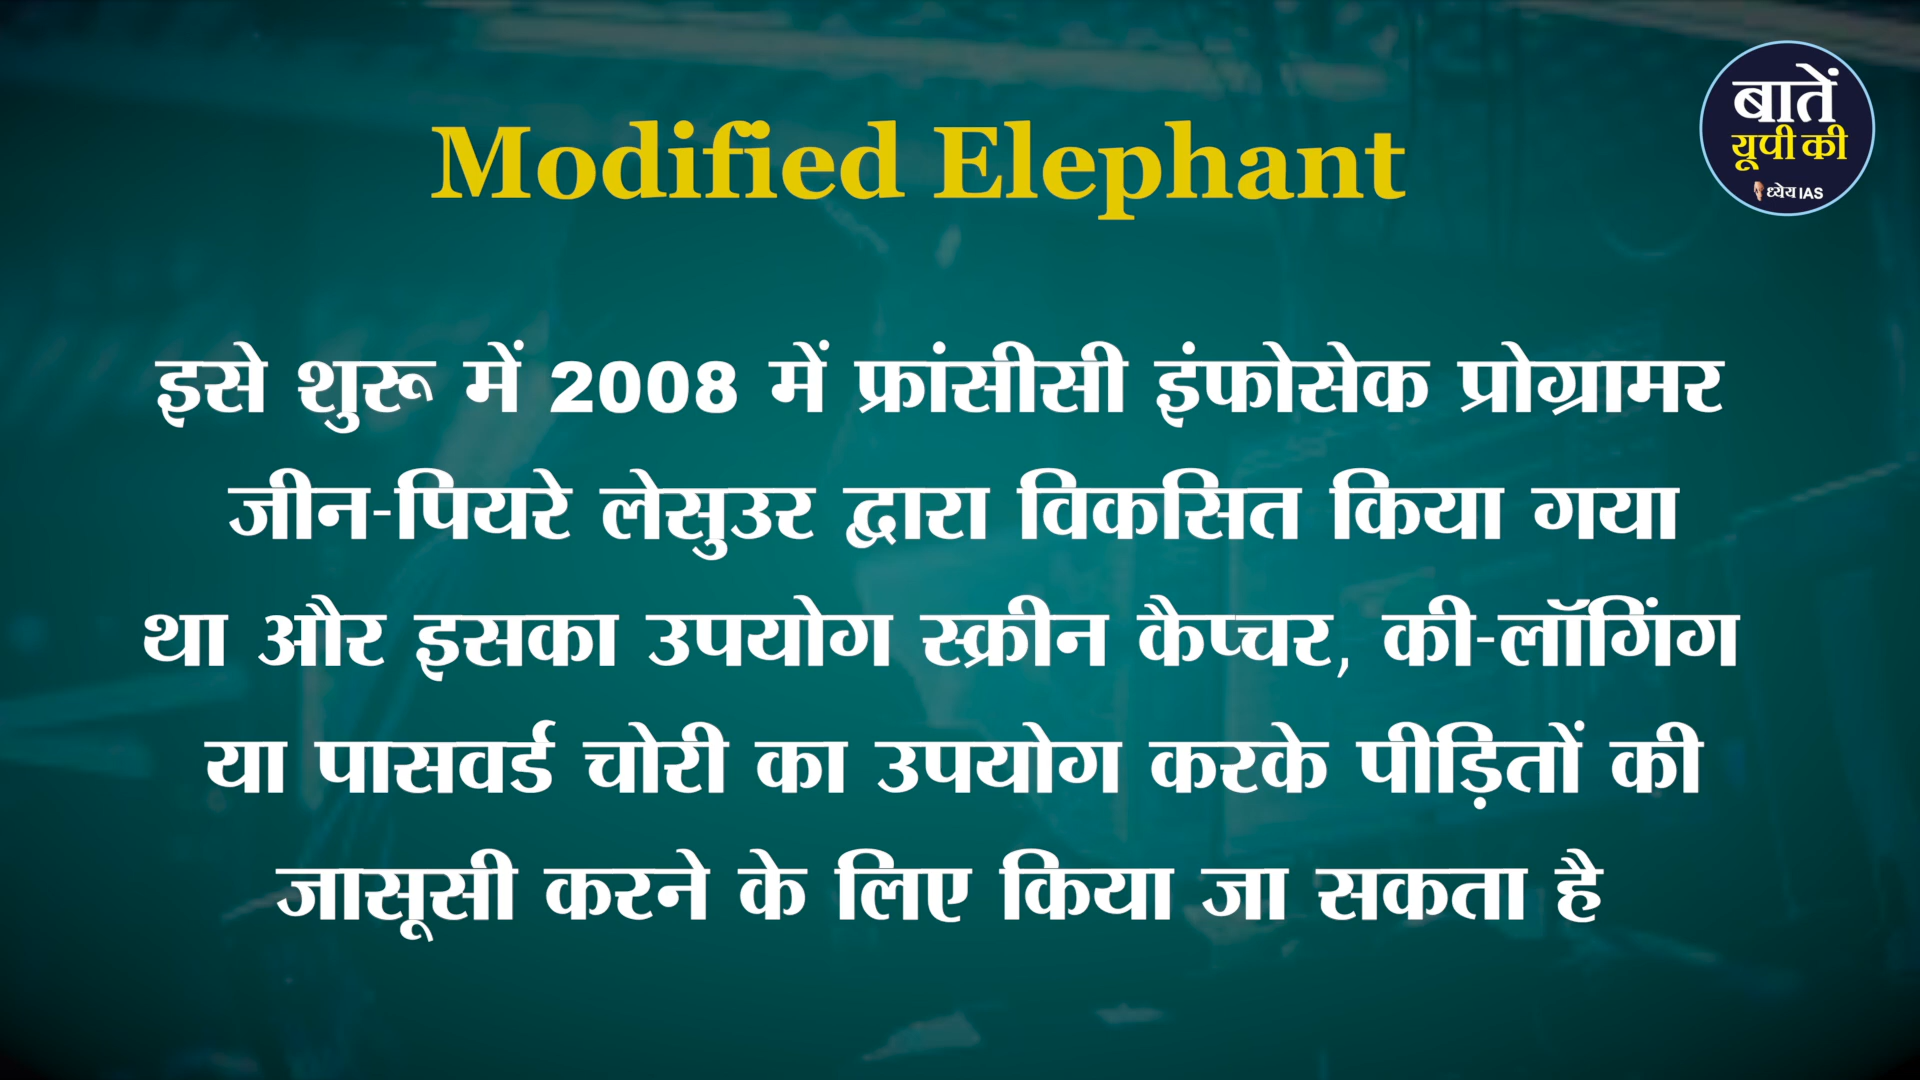 Modified Elephant
बातें
यूपी की
ध्येय IAS
इसे शुरू में 2008 में फ्रांसीसी इंफोसेक प्रोग्रामर
जीन-पियरे लेसुउर द्वारा विकसित किया गया
था और इसका उपयोग स्क्रीन कैप्चर, की-लॉगिंग
या पासवर्ड चोरी का उपयोग करके पीड़ितों की
जासूसी करने के लिए किया जा सकता है